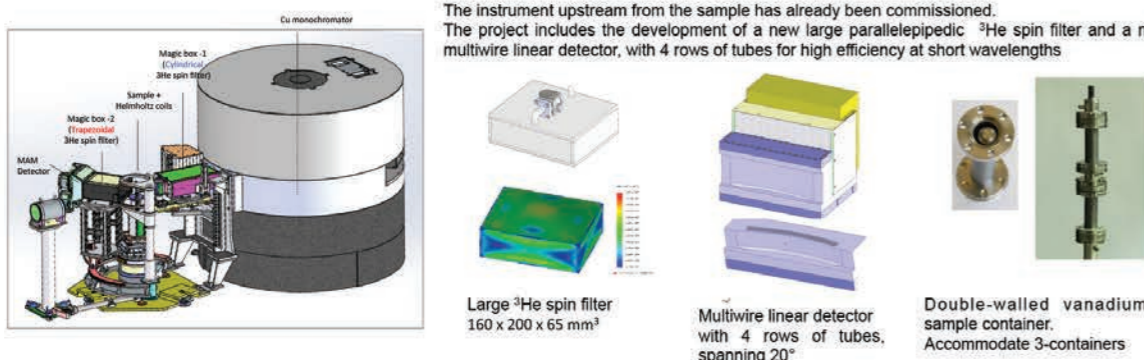 The instrument upstream from the sample has already been commissioned.
The project includes the development of a new large parallelepipedic ³He spin filter and a
multiwire linear detector, with 4 rows of tubes for high efficiency at short wavelengths
Cu monochromator
Magic box -1
(Cylindrical
3He spin filter)
Sample +
Helmholtz coils
Magic box -2
(Trapezoidal
3He spin filter)
MAM
Detector
Large ³He spin filter
160 x 200 x 65 mm³
Multiwire linear detector
with 4 rows of tubes,
spanning 20°
Double-walled vanadium
sample container.
Accommodate 3-containers